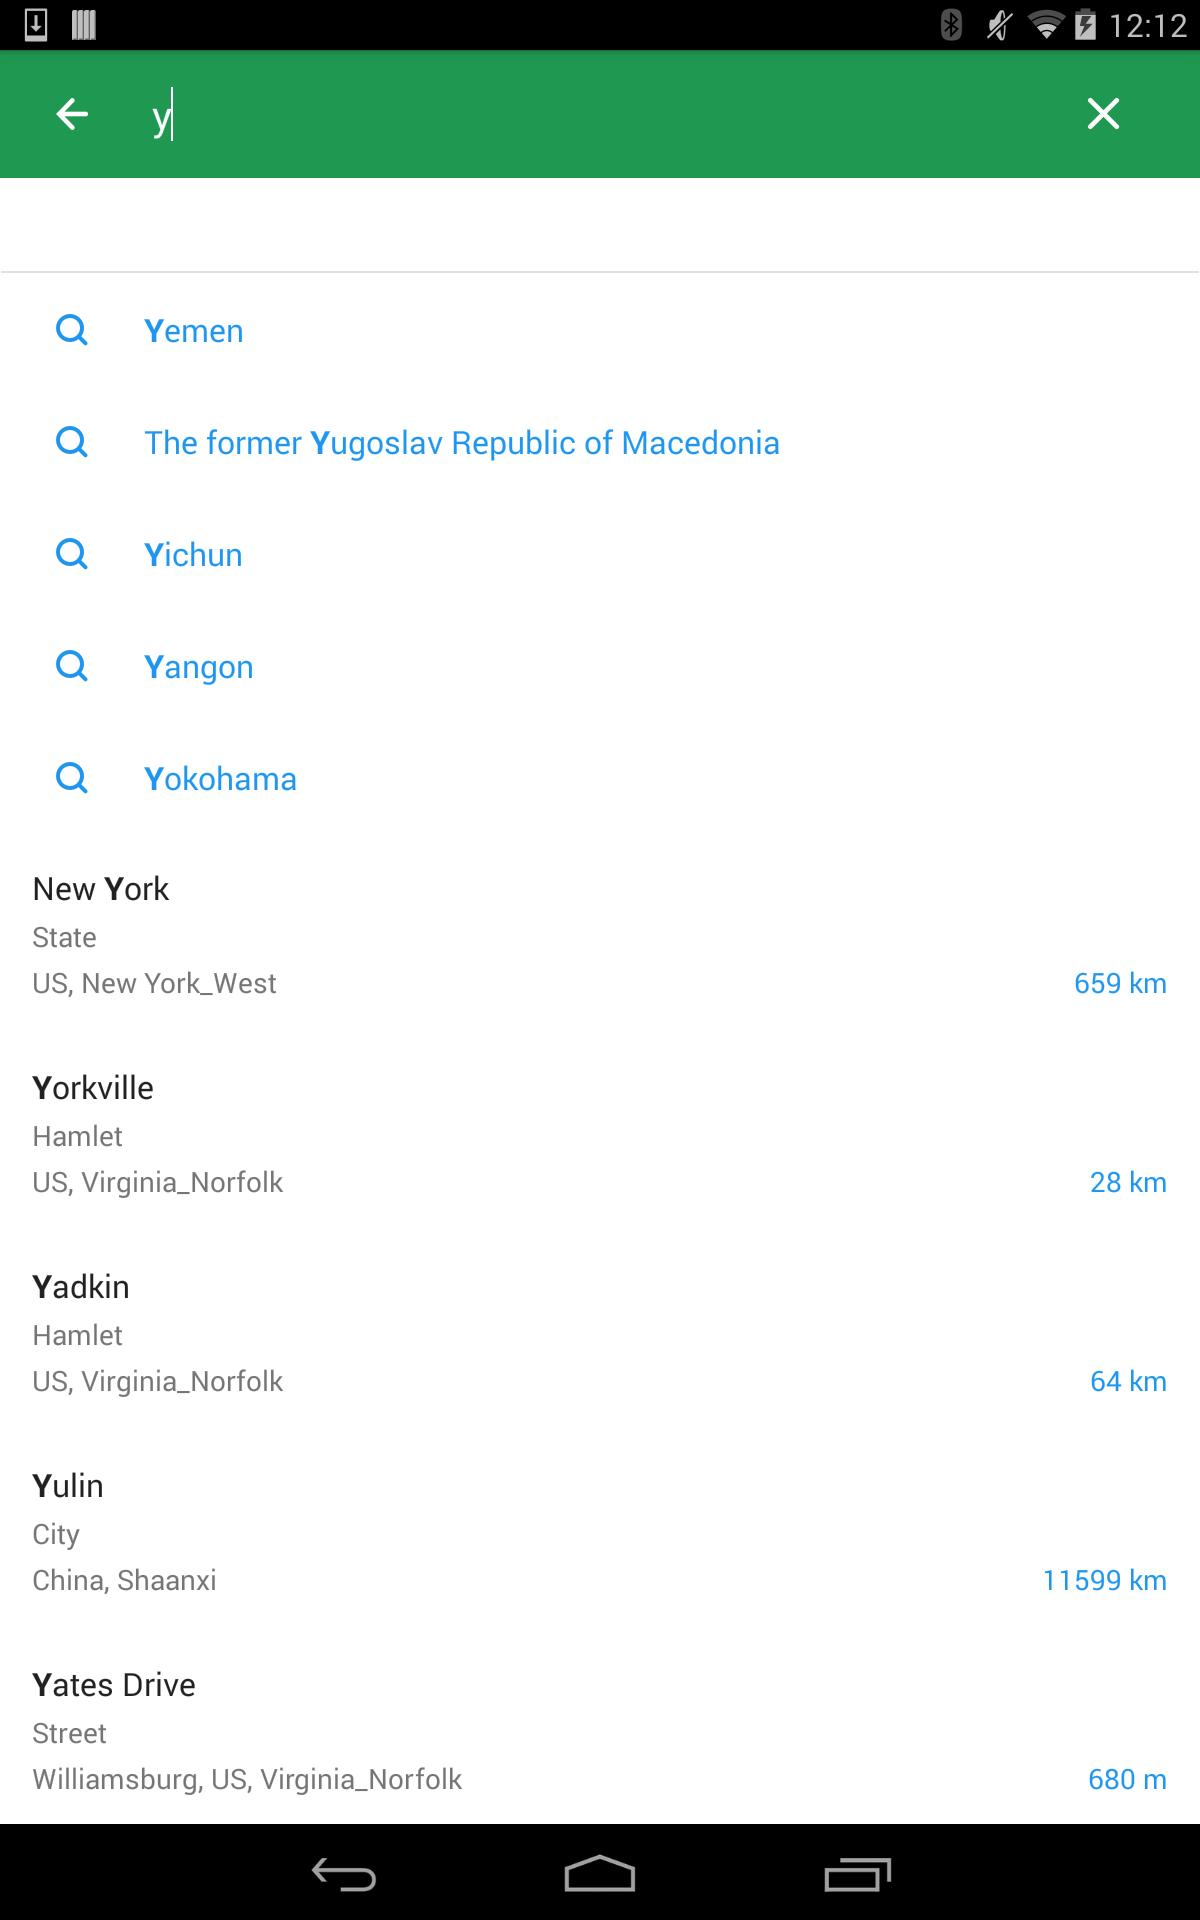 12:12
y
Yemen
The former Yugoslav Republic of Macedonia
Yichun
Yangon
Yokohama
New York
State
US, New York_West
659 km
Yorkville
Hamlet
US, Virginia_Norfolk
28 km
Yadkin
Hamlet
US, Virginia_Norfolk
64 km
Yulin
City
China, Shaanxi
11599 km
Yates Drive
Street
Williamsburg, US, Virginia_Norfolk
680 m